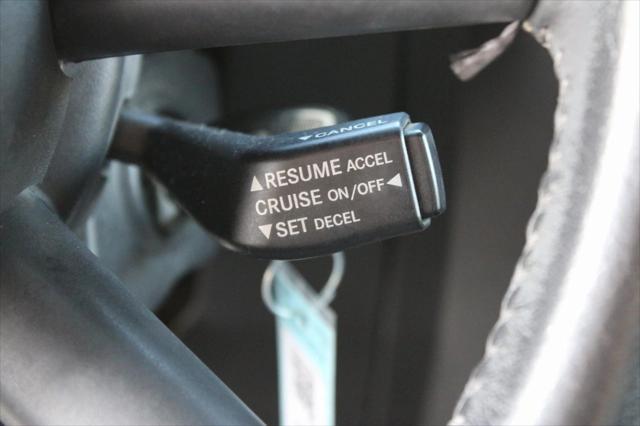 ▼CANCEL
▲RESUME ACCEL
CRUISE ON/OFF◀
▼SET DECEL